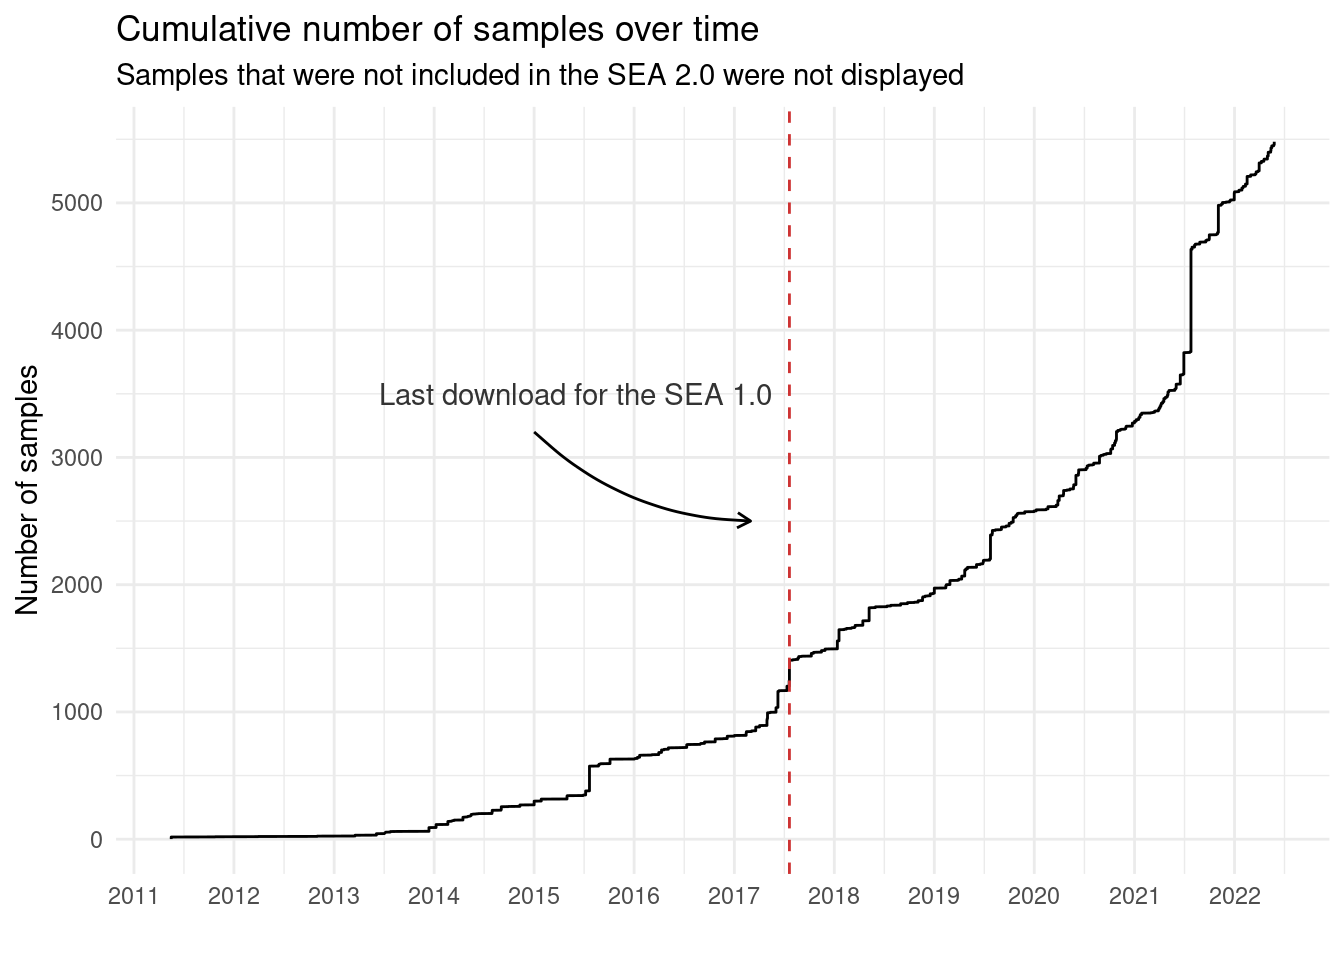 Cumulative number of samples over time
Samples that were not included in the SEA 2.0 were not displayed
Number of samples
5000
4000
3000
2000
1000
0
Last download for the SEA 1.0
2011 2012 2013 2014 2015 2016 2017 2018 2019 2020 2021 2022